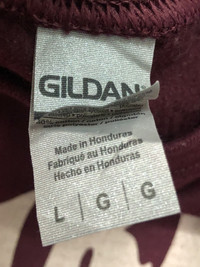 GILDAN
Made in Honduras
Fabriqué au Honduras
Hecho en Honduras
L | G | G